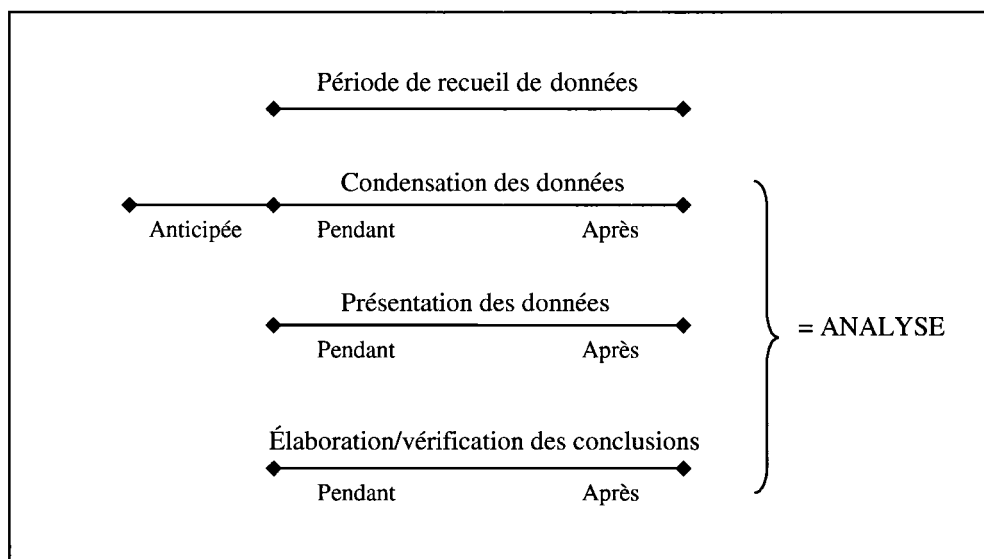 Période de recueil de données
Condensation des données
Anticipée Pendant Après
Présentation des données
Pendant Après
= ANALYSE
Élaboration/vérification des conclusions
Pendant Après